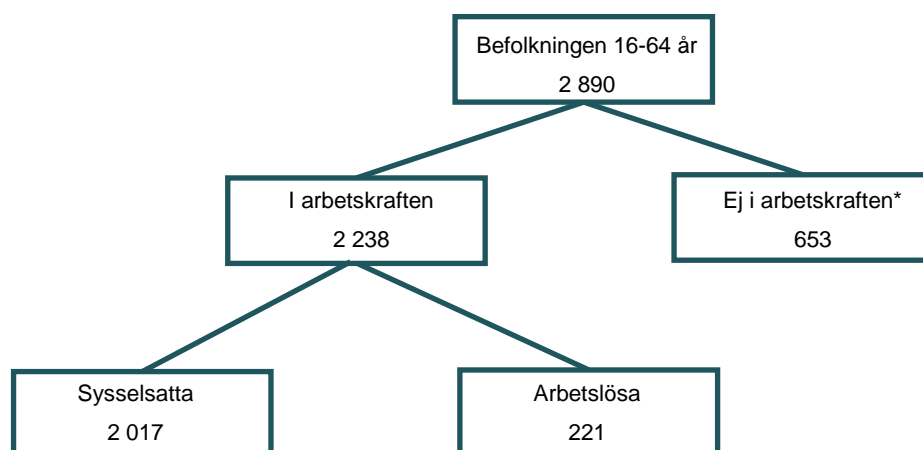 Befolkningen 16-64 år
2 890
I arbetskraften
2 238
Ej i arbetskraften*
653
Sysselsatta
2 017
Arbetslösa
221